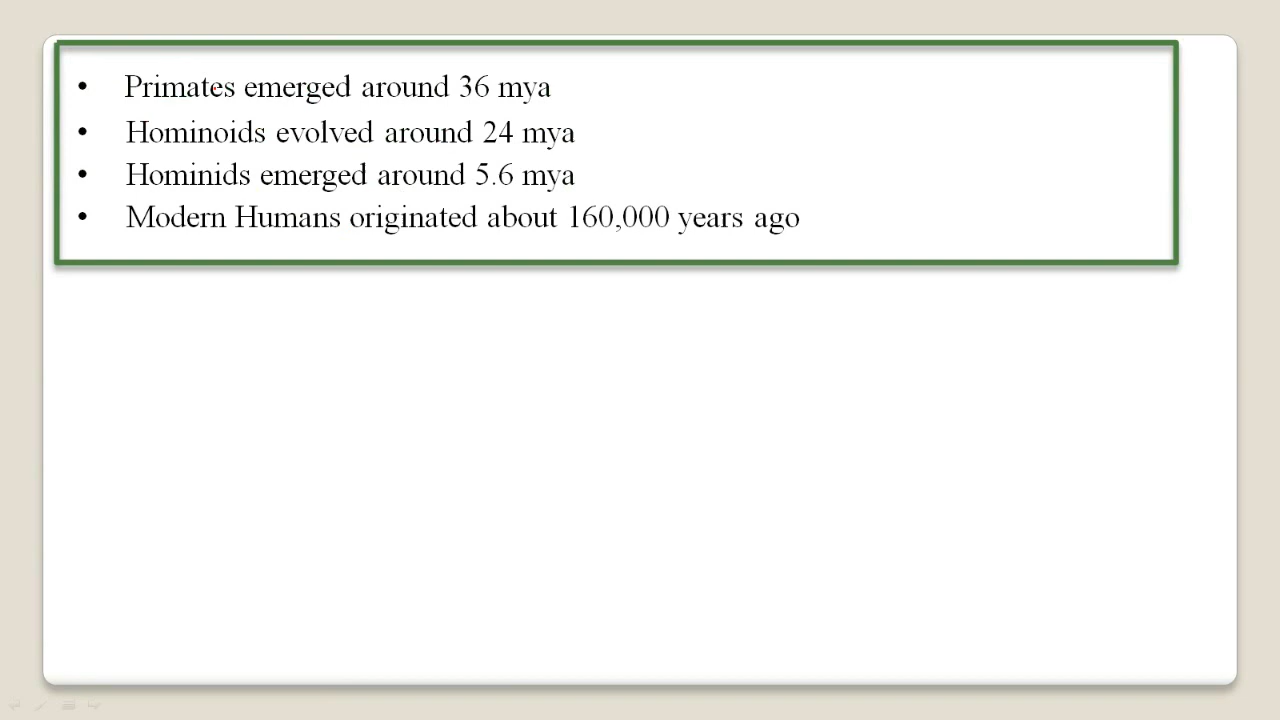 • Primates emerged around 36 mya
• Hominoids evolved around 24 mya
• Hominids emerged around 5.6 mya
• Modern Humans originated about 160,000 years ago